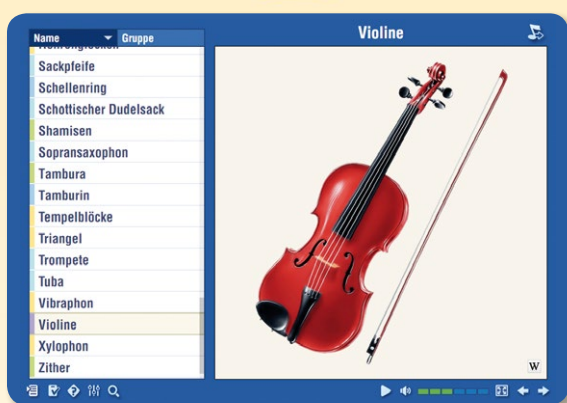 Name
Gruppe
Violine
Röhrenglocken
Sackpfeife
Schellenring
Schottischer Dudelsack
Shamisen
Sopransaxophon
Tambura
Tamburin
Tempelblöcke
Triangel
Trompete
Tuba
Vibraphon
Violine
Xylophon
Zither
W